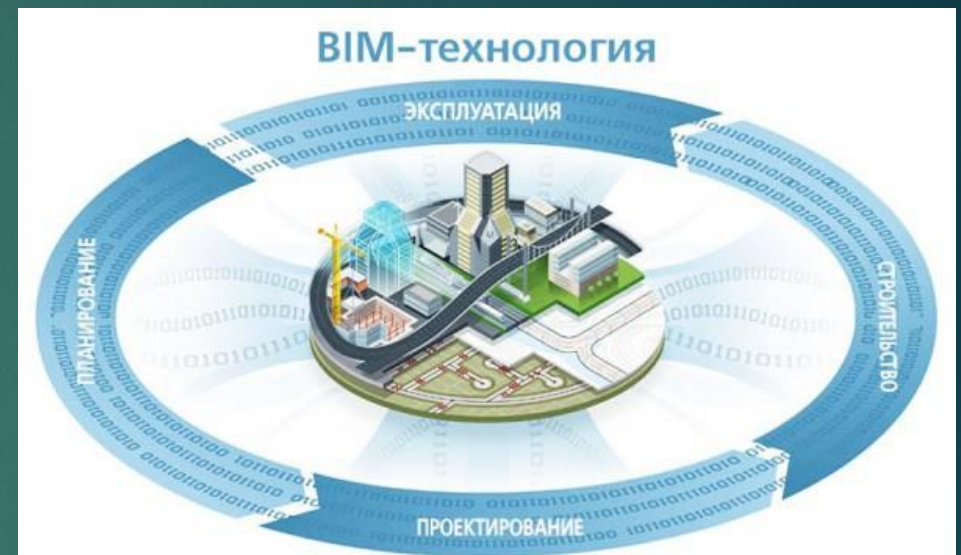 BIM-технология
ЭКСПЛУАТАЦИЯ
ПЛАНИРОВАНИЕ
СТРОИТЕЛЬСТВО
ПРОЕКТИРОВАНИЕ